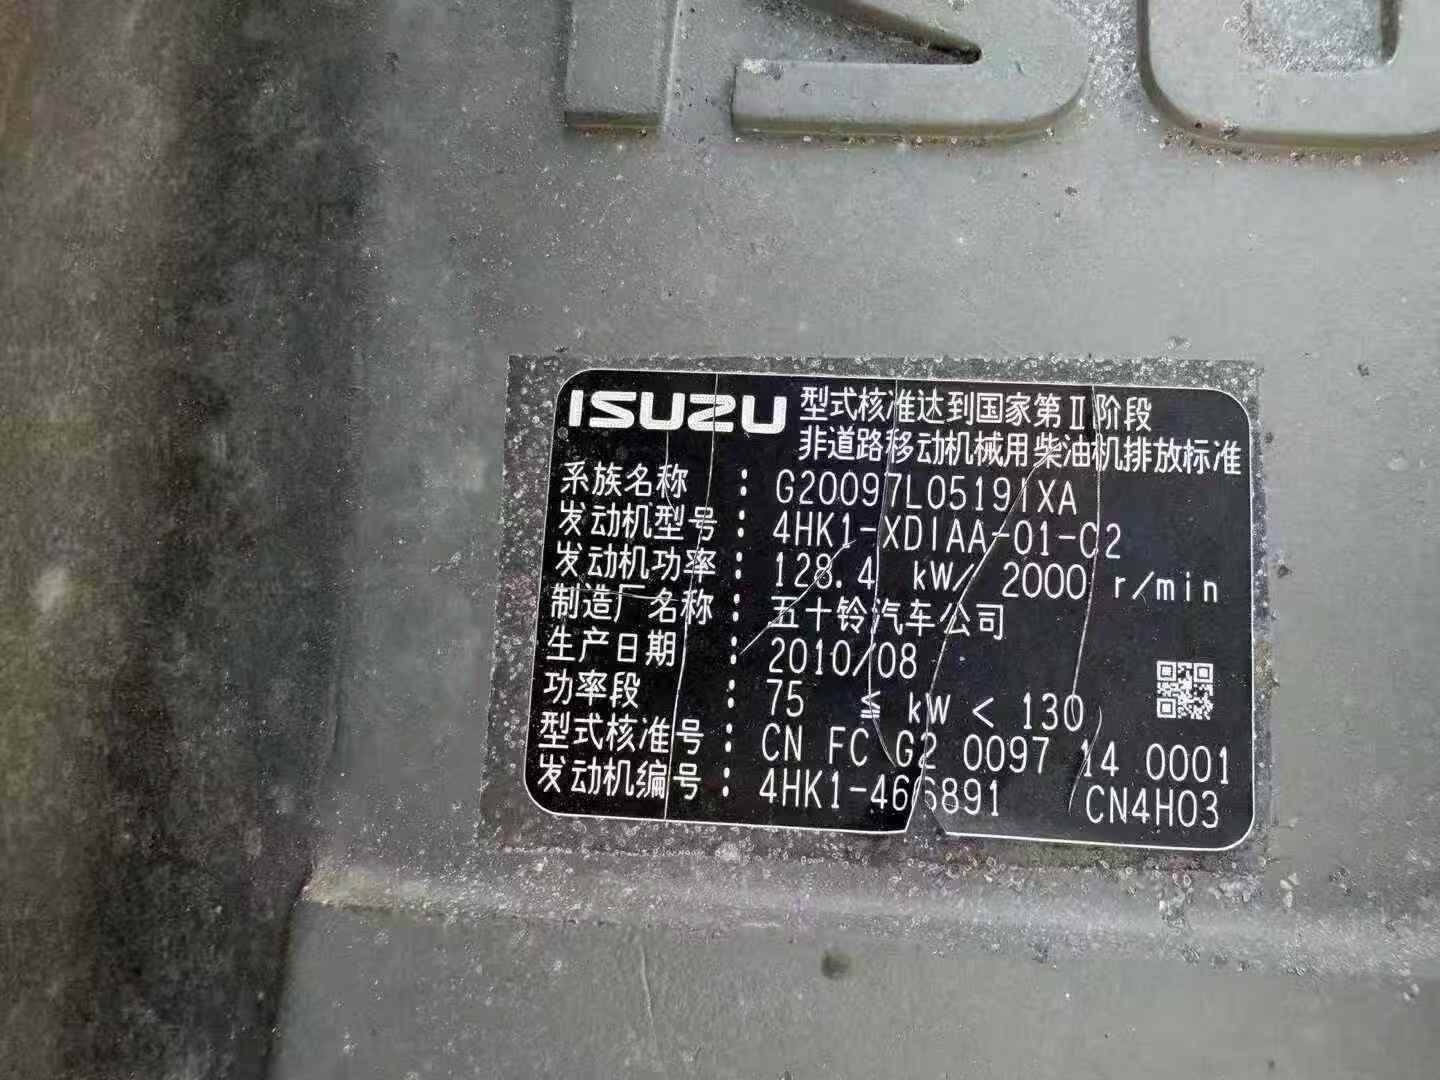 ISU
ISUZU 型式核准达到国家第Ⅱ阶段
非道路移动机械用柴油机排放标准
系族名称 : G20097L0519IXA
发动机型号 : 4HK1-XDIAA-01-C2
发动机功率 : 128.4 kW/ 2000 r/min
制造厂名称 : 五十铃汽车公司
生产日期 : 2010/08
功率段 : 75 ≦ kW < 130
型式核准号 : CN FC G2 0097 14 0001
发动机编号 : 4HK1-466891 CN4H03